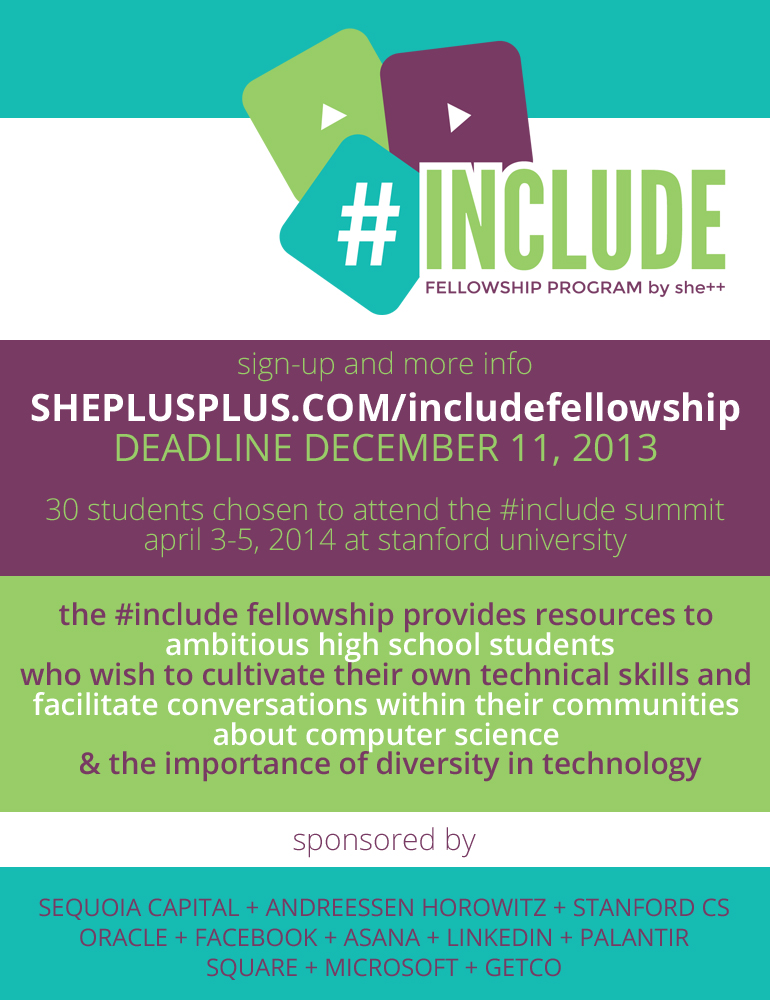 #INCLUDE
FELLOWSHIP PROGRAM by she++
sign-up and more info
SHEPLUSPLUS.COM/includefellowship
DEADLINE DECEMBER 11, 2013
30 students chosen to attend the #include summit
april 3-5, 2014 at stanford university
the #include fellowship provides resources to
ambitious high school students
who wish to cultivate their own technical skills and
facilitate conversations within their communities
about computer science
& the importance of diversity in technology
sponsored by
SEQUOIA CAPITAL + ANDREESSEN HOROWITZ + STANFORD CS
ORACLE + FACEBOOK + ASANA + LINKEDIN + PALANTIR
SQUARE + MICROSOFT + GETCO